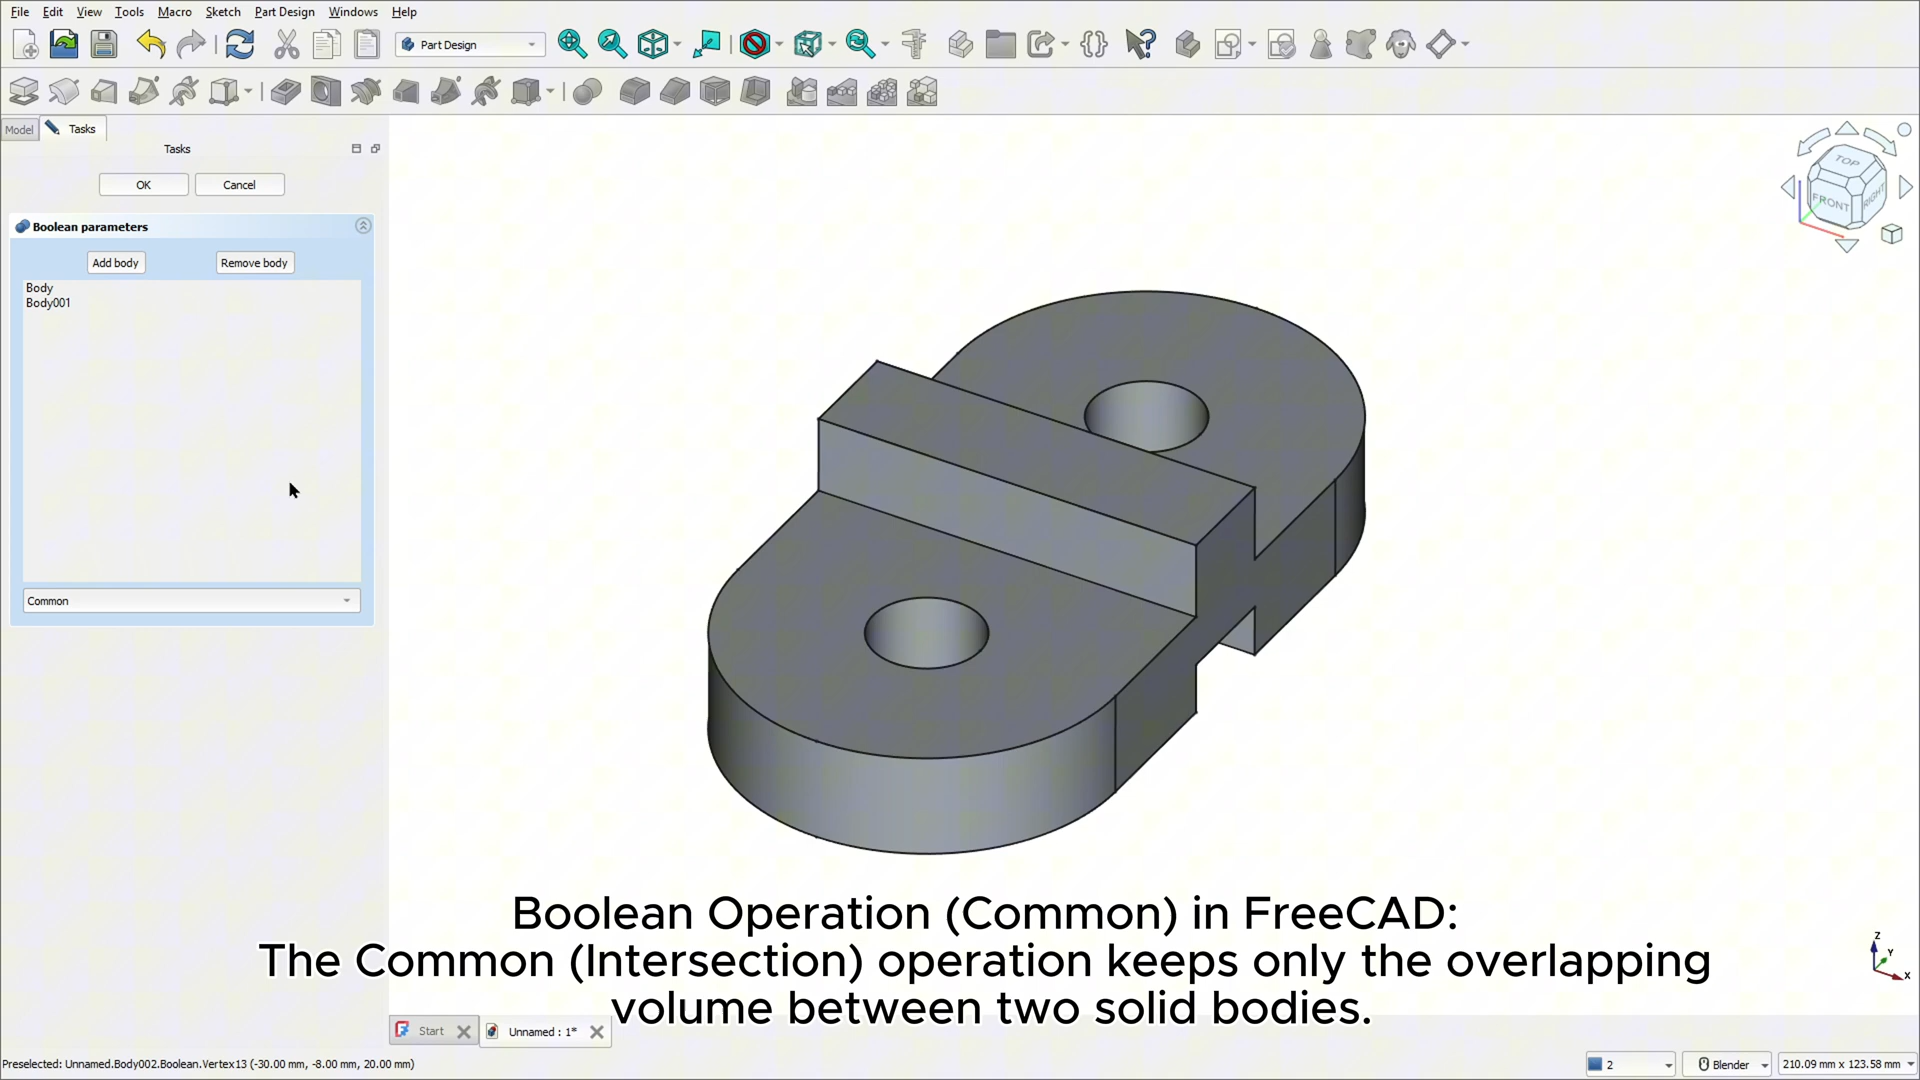 File Edit View Tools Macro Sketch Part Design Windows Help
Part Design
Model Tasks
Tasks
OK Cancel
Boolean parameters
Add body Remove body
Body
Body001
Common
TOP
FRONT RIGHT
Z
Y
X
Boolean Operation (Common) in FreeCAD:
The Common (Intersection) operation keeps only the overlapping
volume between two solid bodies.
Start Unnamed : 1*
Preselected: Unnamed.Body002.Boolean.Vertex13 (-30.00 mm, -8.00 mm, 20.00 mm) 2 Blender 210.09 mm x 123.58 mm